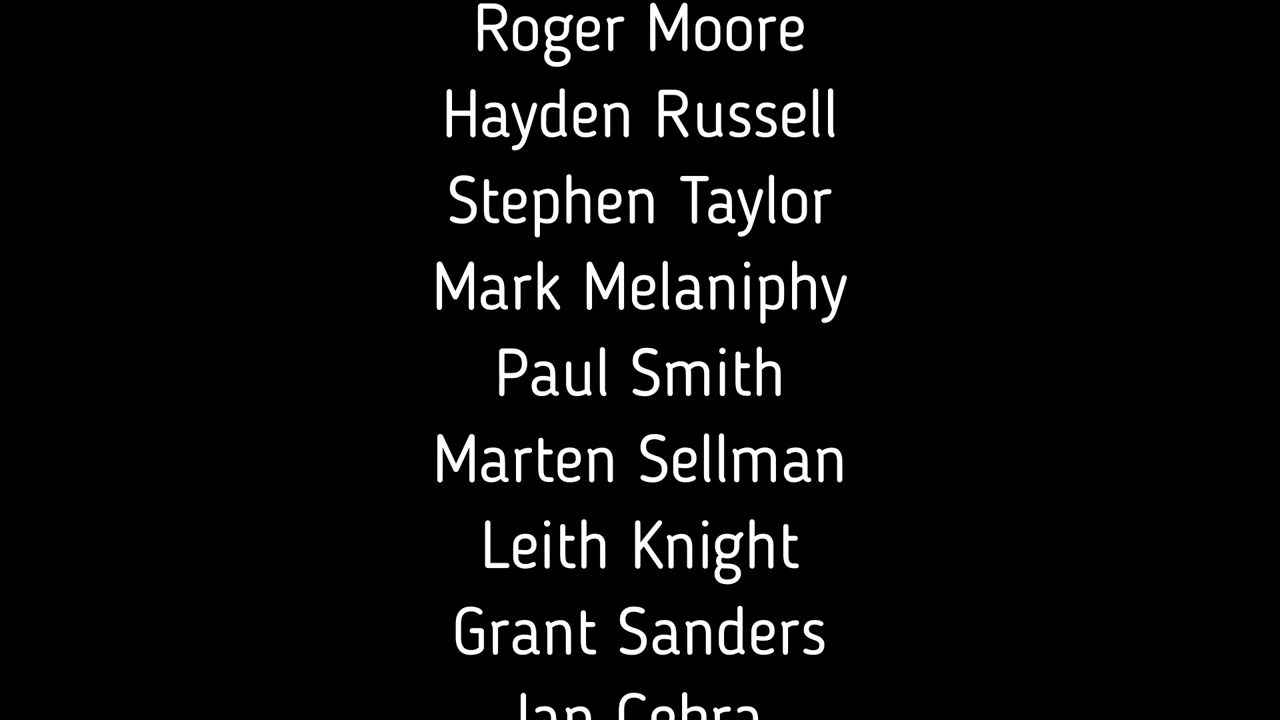 Roger Moore
Hayden Russell
Stephen Taylor
Mark Melaniphy
Paul Smith
Marten Sellman
Leith Knight
Grant Sanders